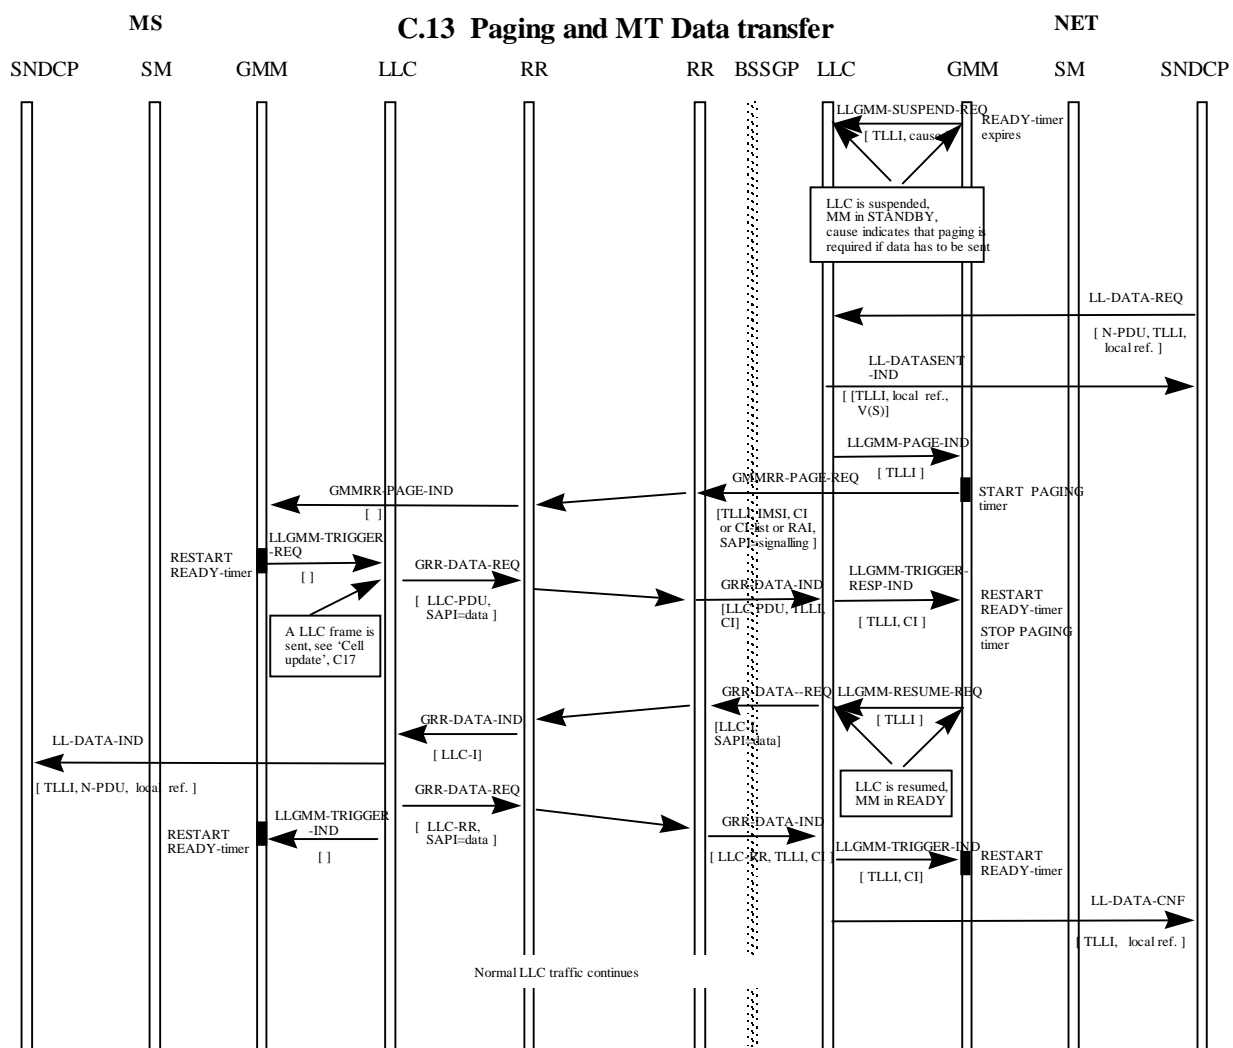 MS
C.13 Paging and MT Data transfer
NET
SNDCP SM GMM LLC RR RR BSSGP LLC GMM SM SNDCP
LLGMM-SUSPEND-REQ
[ TLLI, cause
READY-timer
expires
LLC is suspended,
MM in STANDBY,
cause indicates that paging is
required if data has to be sent
LL-DATA-REQ
[ N-PDU, TLLI,
local ref. ]
LL-DATASENT
-IND
[ [TLLI, local ref.,
V(S)]
LLGMM-PAGE-IND
[ TLLI ]
GMMRR-PAGE-REQ
[TLLI, IMSI, CI
or CI-list or RAI,
SAPI=signalling ]
START PAGING
timer
GMMRR-PAGE-IND
[ ]
RESTART
READY-timer
LLGMM-TRIGGER
-REQ
[ ]
GRR-DATA-REQ
[ LLC-PDU,
SAPI=data ]
GRR-DATA-IND
[LLC-PDU, TLLI,
CI]
LLGMM-TRIGGER-
RESP-IND
[ TLLI, CI ]
RESTART
READY-timer
STOP PAGING
timer
A LLC frame is
sent, see ‘Cell
update’, C17
GRR-DATA--REQ
[LLC-I,
SAPI=data]
LLGMM-RESUME-REQ
[ TLLI ]
GRR-DATA-IND
[ LLC-I]
LL-DATA-IND
[ TLLI, N-PDU, local ref. ]
LLC is resumed,
MM in READY
GRR-DATA-REQ
[ LLC-RR,
SAPI=data ]
RESTART
READY-timer
LLGMM-TRIGGER
-IND
[ ]
GRR-DATA-IND
[ LLC-RR, TLLI, CI ]
LLGMM-TRIGGER-IND
[ TLLI, CI]
RESTART
READY-timer
LL-DATA-CNF
[ TLLI, local ref. ]
Normal LLC traffic continues